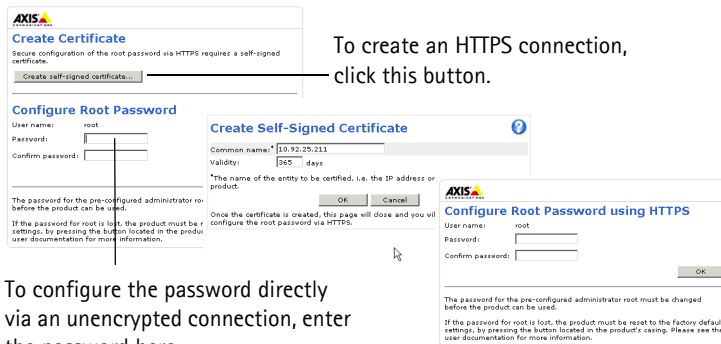 AXIS
COMMUNICATIONS
Create Certificate
Secure configuration of the root password via HTTPS requires a self-signed
certificate.
Create self-signed certificate...
To create an HTTPS connection,
click this button.
Configure Root Password
User name: root
Password:
Confirm password:
The password for the pre-configured administrator
before the product can be used.
If the password for root is lost, the product must be
settings, by pressing the button located in the
user documentation for more information.
Create Self-Signed Certificate
?
Common name:* 10.92.25.211
Validity: 365 days
*The name of the entity to be certified, i.e. the IP address or
product.
OK Cancel
Once the certificate is created, this page will close and you
configure the root password via HTTPS.
AXIS
COMMUNICATIONS
Configure Root Password using HTTPS
User name: root
Password:
Confirm password:
OK
The password for the pre-configured administrator root must be changed
before the product can be used.
If the password for root is lost, the product must be reset to the factory
settings, by pressing the button located in the product's casing. Please see the
user documentation for more information.
To configure the password directly
via an unencrypted connection, enter
the password here